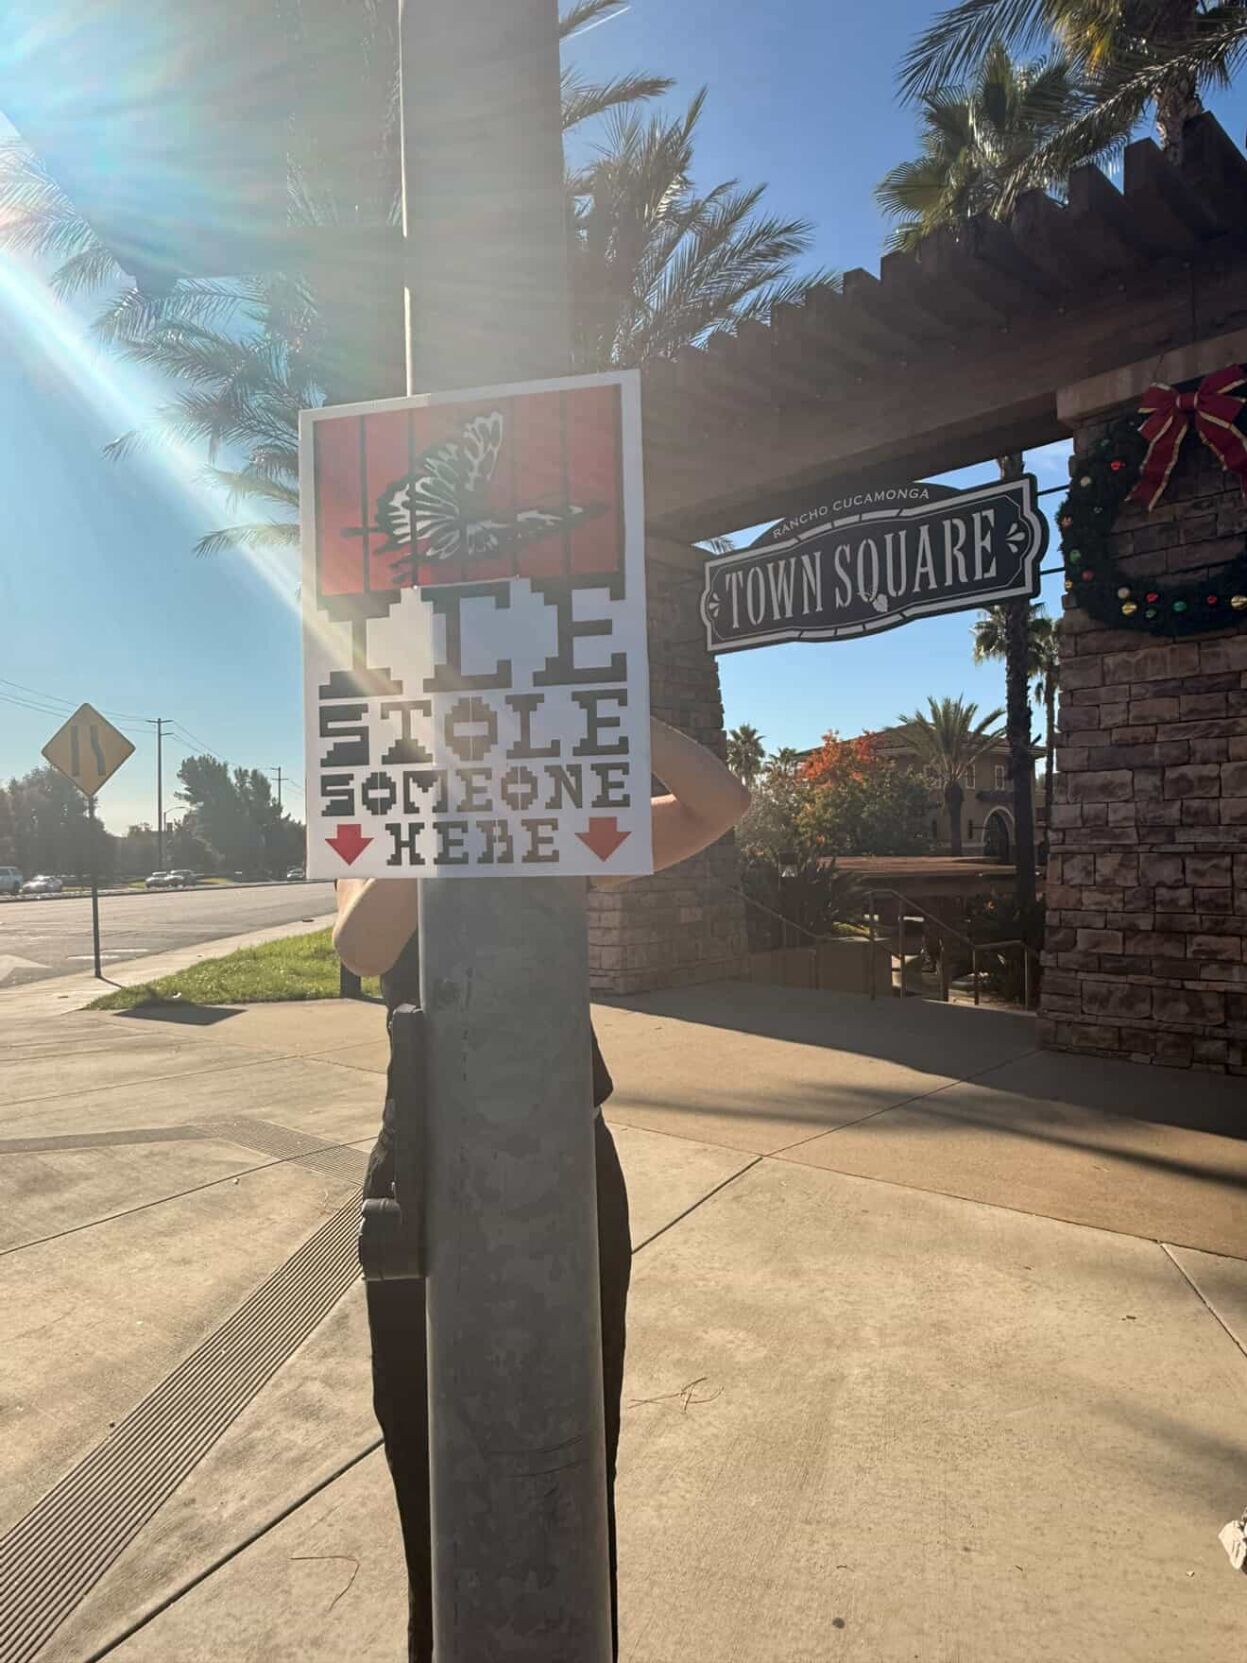 ICE
STOLE
SOMEONE
HERE
RANCHO CUCAMONGA
TOWN SQUARE